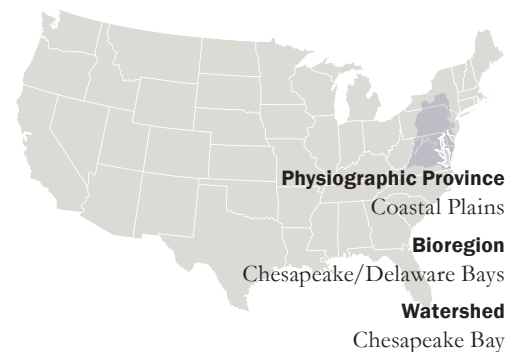 Physiographic Province
Coastal Plains
Bioregion
Chesapeake/Delaware Bays
Watershed
Chesapeake Bay